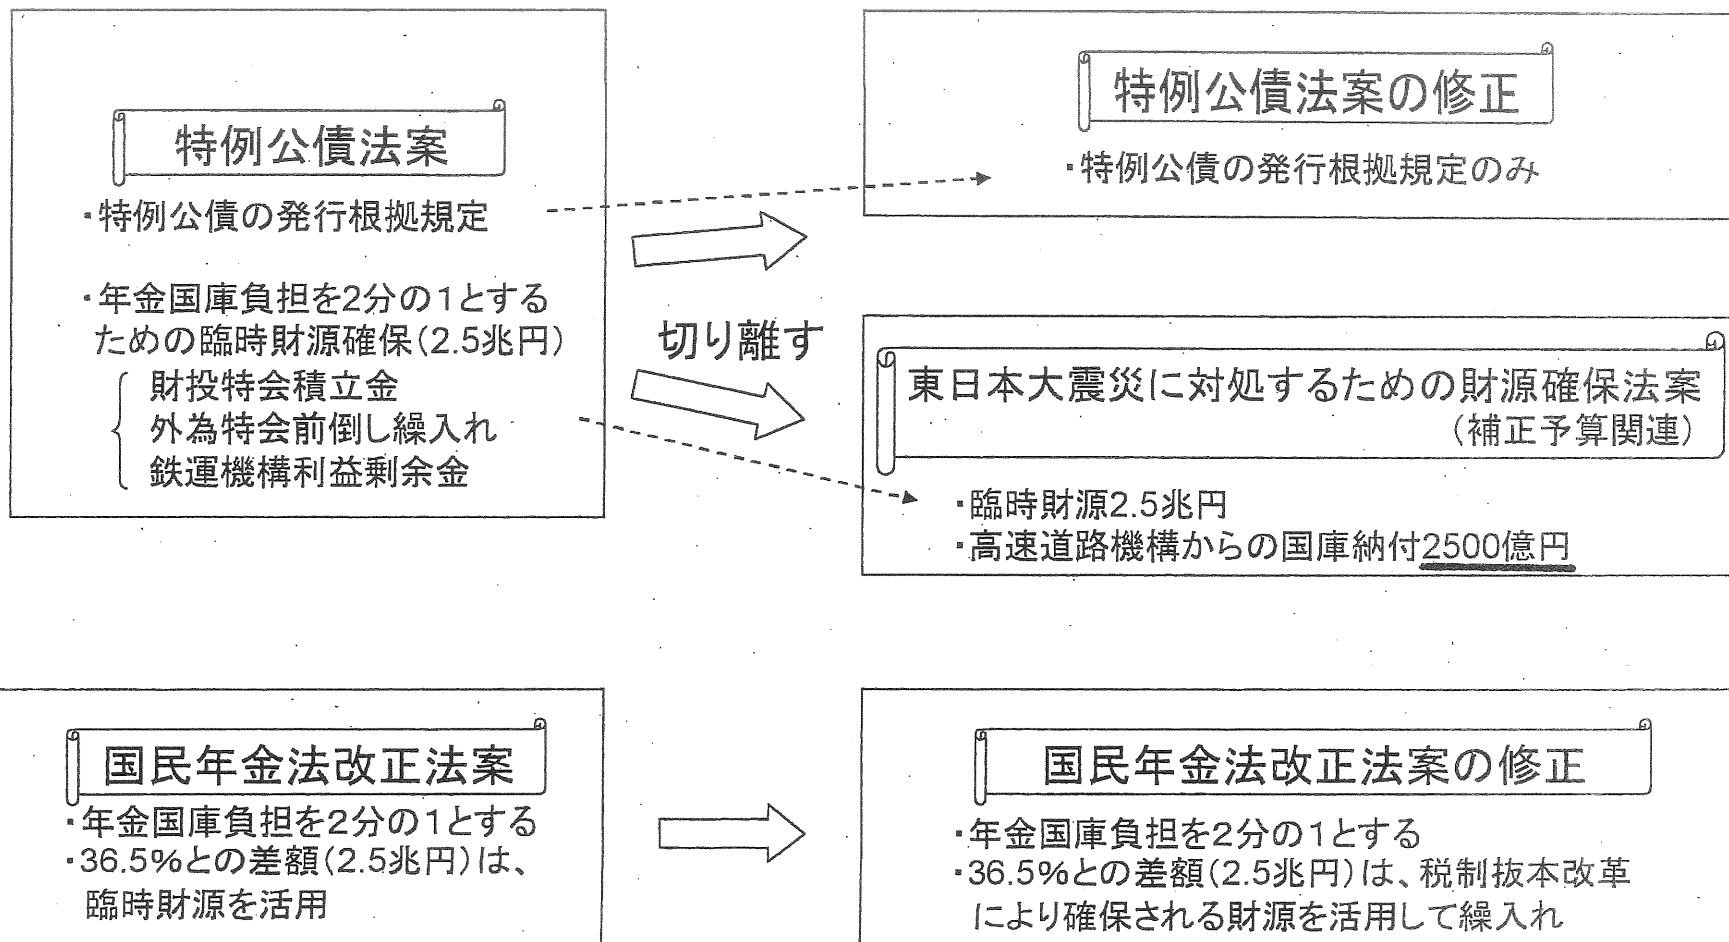 特例公債法案
・特例公債の発行根拠規定
・年金国庫負担を2分の1とする
ための臨時財源確保(2.5兆円)
財投特会積立金
外為特会前倒し繰入れ
鉄運機構利益剰余金
切り離す
特例公債法案の修正
・特例公債の発行根拠規定のみ
東日本大震災に対処するための財源確保法案
(補正予算関連)
・臨時財源2.5兆円
・高速道路機構からの国庫納付2500億円
国民年金法改正法案
・年金国庫負担を2分の1とする
・36.5%との差額(2.5兆円)は、
臨時財源を活用
国民年金法改正法案の修正
・年金国庫負担を2分の1とする
・36.5%との差額(2.5兆円)は、税制抜本改革
により確保される財源を活用して繰入れ